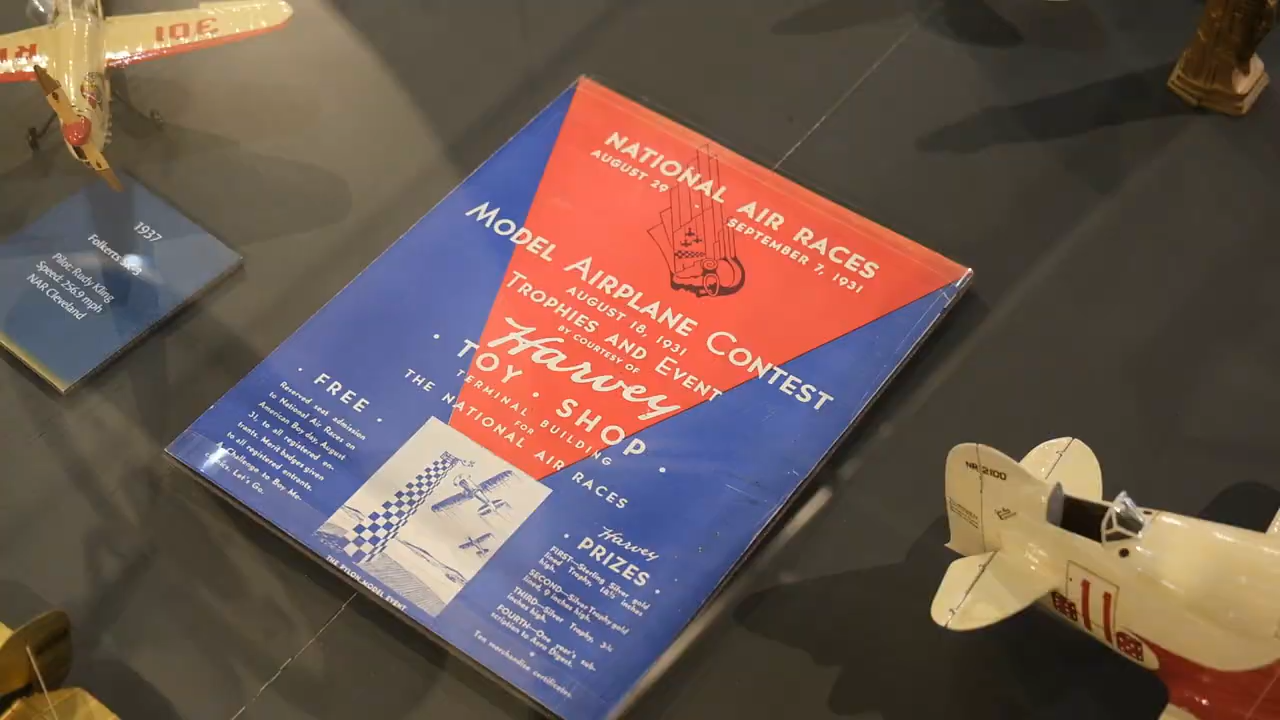 301
1937
Folkerts SK-3
Pilot: Rudy Kling
Speed: 256.9 mph
NAR Cleveland
NATIONAL AIR RACES
AUGUST 29 - SEPTEMBER 7, 1931
MODEL AIRPLANE CONTEST
AUGUST 18, 1931
TROPHIES AND EVENT
BY COURTESY OF
Harvey
· TOY · SHOP ·
TERMINAL BUILDING
FOR
THE NATIONAL AIR RACES
· FREE ·
Reserved seat admission
to National Air Races on
American Boy day, August
31, to all registered en-
trants. Merit badges given
to all registered entrants.
A Challenge to Boy Me-
chanics. Let's Go.
THE PYLON MODEL EVENT
Harvey
· PRIZES ·
FIRST—Sterling Silver gold
lined Trophy, 18½ inches
high.
SECOND—Silver Trophy gold
lined, 9 inches high.
THIRD—Silver Trophy, 3¾
inches high.
FOURTH—One year's sub-
scription to Aero Digest.
Ten merchandise certificates.
NR 2100
11